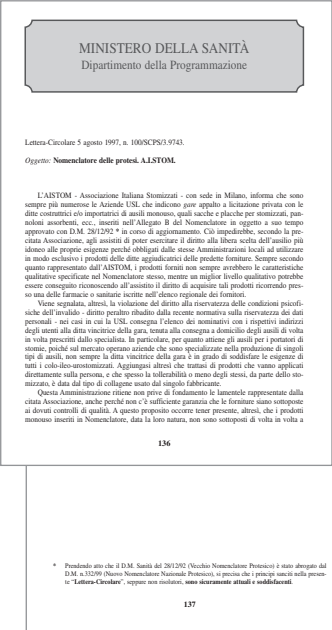 MINISTERO DELLA SANITÀ
Dipartimento della Programmazione
Lettera-Circolare 5 agosto 1997, n. 100/SCPS/3.9743.
Oggetto: Nomenclatore delle protesi. A.I.STOM.
L'AISTOM - Associazione Italiana Stomizzati - con sede in Milano, informa che sono
sempre più numerose le Aziende USL che indicono gare appalto a licitazione privata con le
ditte costruttrici e/o importatrici di ausili monouso, quali sacche e placche per stomizzati, pan-
noloni assorbenti, ecc., inseriti nell'Allegato B del Nomenclatore in oggetto a suo tempo
approvato con D.M. 28/12/92 * in corso di aggiornamento. Ciò impedirebbe, secondo la pre-
citata Associazione, agli assistiti di poter esercitare il diritto alla libera scelta dell'ausilio più
idoneo alle proprie esigenze perché obbligati dalle stesse Amministrazioni locali ad utilizzare
in modo esclusivo i prodotti delle ditte aggiudicatrici delle predette forniture. Sempre secondo
quanto rappresentato dall'AISTOM, i prodotti forniti non sempre avrebbero le caratteristiche
qualitative specificate nel Nomenclatore stesso, mentre un miglior livello qualitativo potrebbe
essere conseguito riconoscendo all'assistito il diritto di acquisire tali prodotti ricorrendo pres-
so una delle farmacie o sanitarie iscritte nell'elenco regionale dei fornitori.
Viene segnalata, altresì, la violazione del diritto alla riservatezza delle condizioni psicofi-
siche dell'invalido - diritto peraltro ribadito dalla recente normativa sulla riservatezza dei dati
personali - nei casi in cui la USL consegna l'elenco dei nominativi con i rispettivi indirizzi
degli utenti alla ditta vincitrice della gara, tenuta alla consegna a domicilio degli ausili di volta
in volta prescritti dallo specialista. In particolare, per quanto attiene gli ausili per i portatori di
stomie, poiché sul mercato operano aziende che sono specializzate nella produzione di singoli
tipi di ausili, non sempre la ditta vincitrice della gara è in grado di soddisfare le esigenze di
tutti i colo-ileo-urostomizzati. Aggiungasi altresì che trattasi di prodotti che vanno applicati
direttamente sulla persona, e che spesso la tollerabilità o meno degli stessi, da parte dello sto-
mizzato, è data dal tipo di collagene usato dal singolo fabbricante.
Questa Amministrazione ritiene non prive di fondamento le lamentele rappresentate dalla
citata Associazione, anche perché non c'è sufficiente garanzia che le forniture siano sottoposte
ai dovuti controlli di qualità. A questo proposito occorre tener presente, altresì, che i prodotti
monouso inseriti in Nomenclatore, data la loro natura, non sono sottoposti di volta in volta a
136
* Prendendo atto che il D.M. Sanità del 28/12/92 (Vecchio Nomenclatore Protesico) è stato abrogato dal
D.M. n.332/99 (Nuovo Nomenclatore Nazionale Protesico), si precisa che i principi sanciti nella presen-
te "Lettera-Circolare", seppure non risolutori, sono sicuramente attuali e soddisfacenti.
137